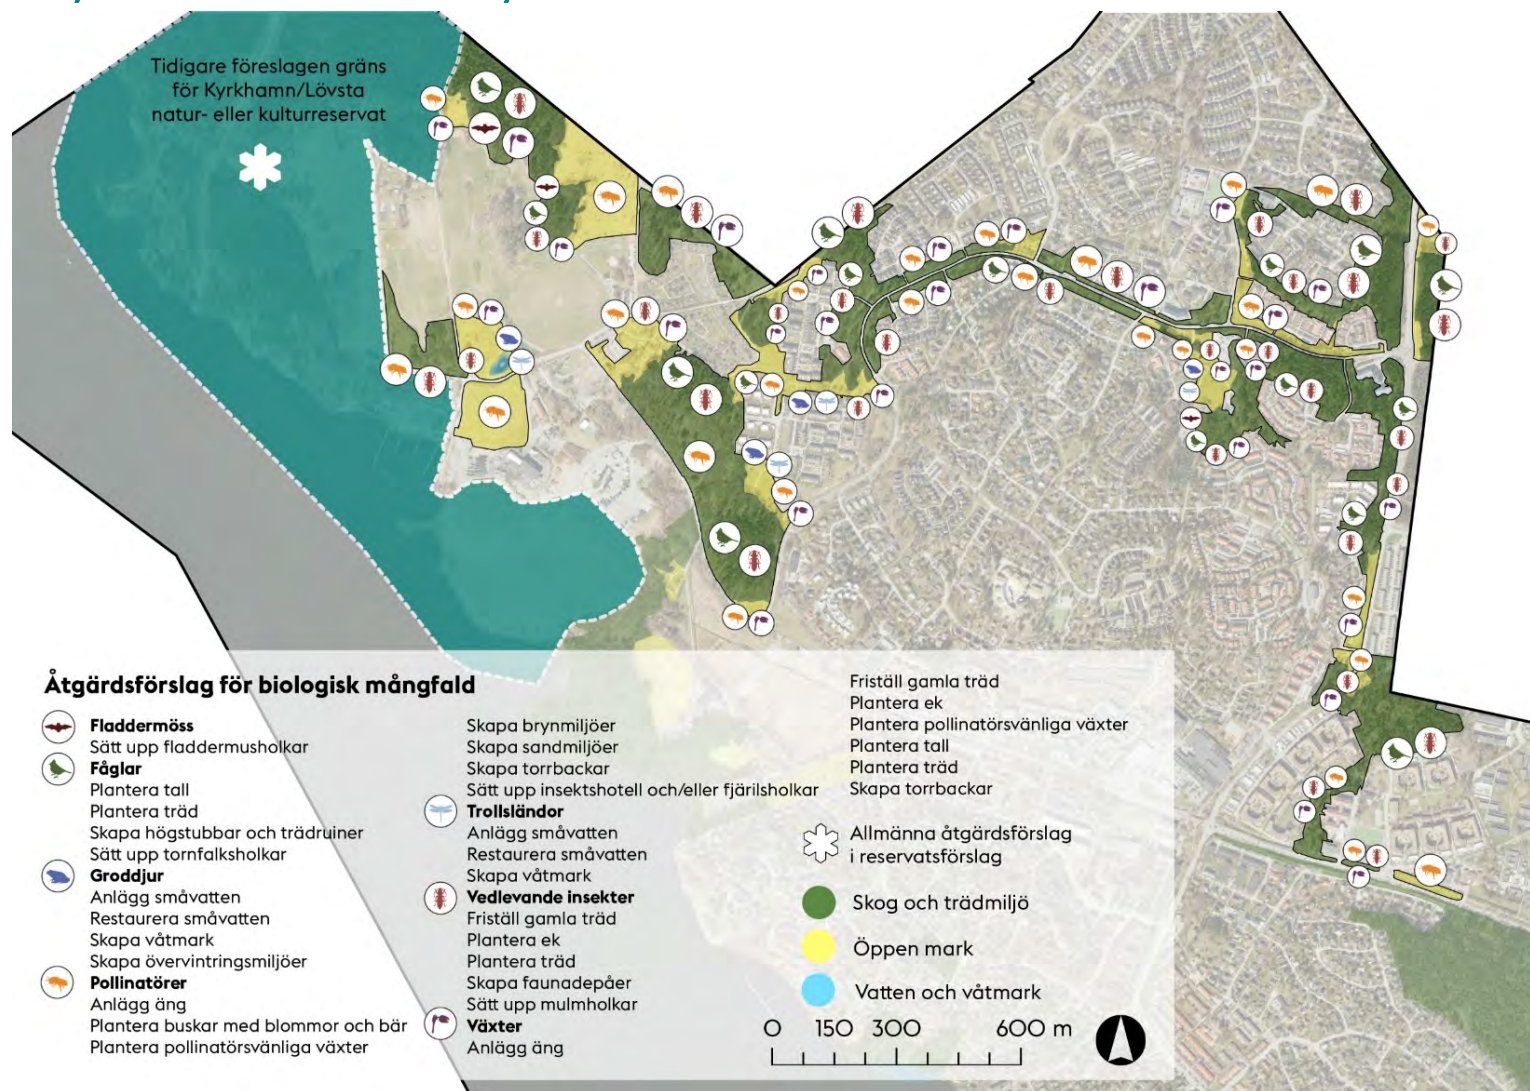 Tidigare föreslagen gräns
för Kyrkhamn/Lövsta
natur- eller kulturreservat
Åtgärdsförslag för biologisk mångfald
Fladdermöss
Sätt upp fladdermusholkar
Fåglar
Plantera tall
Plantera träd
Skapa högstubbar och trädruiner
Sätt upp tornfalksholkar
Groddjur
Anlägg småvatten
Restaurera småvatten
Skapa våtmark
Skapa övervintringsmiljöer
Pollinatörer
Anlägg äng
Plantera buskar med blommor och bär
Plantera pollinatörsvänliga växter
Skapa brynmiljöer
Skapa sandmiljöer
Skapa torrbackar
Sätt upp insektshotell och/eller fjärilsholkar
Trollsländor
Anlägg småvatten
Restaurera småvatten
Skapa våtmark
Vedlevande insekter
Friställ gamla träd
Plantera ek
Plantera träd
Skapa faunadepåer
Sätt upp mulmholkar
Växter
Anlägg äng
Friställ gamla träd
Plantera ek
Plantera pollinatörsvänliga växter
Plantera tall
Plantera träd
Skapa torrbackar
Allmänna åtgärdsförslag
i reservatsförslag
Skog och trädmiljö
Öppen mark
Vatten och våtmark
0 150 300 600 m